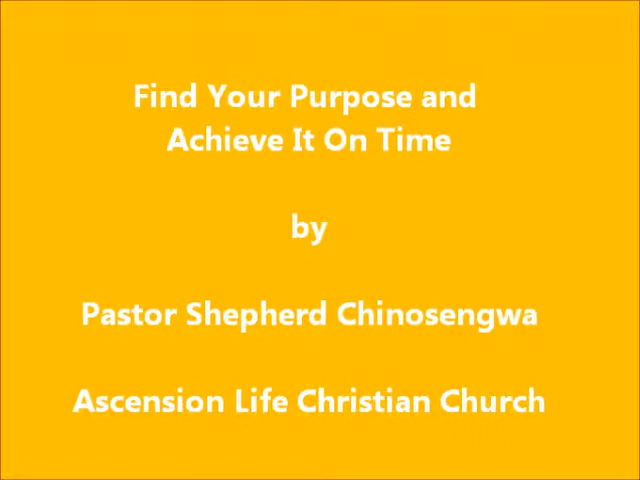 Find Your Purpose and
Achieve It On Time
by
Pastor Shepherd Chinosengwa
Ascension Life Christian Church